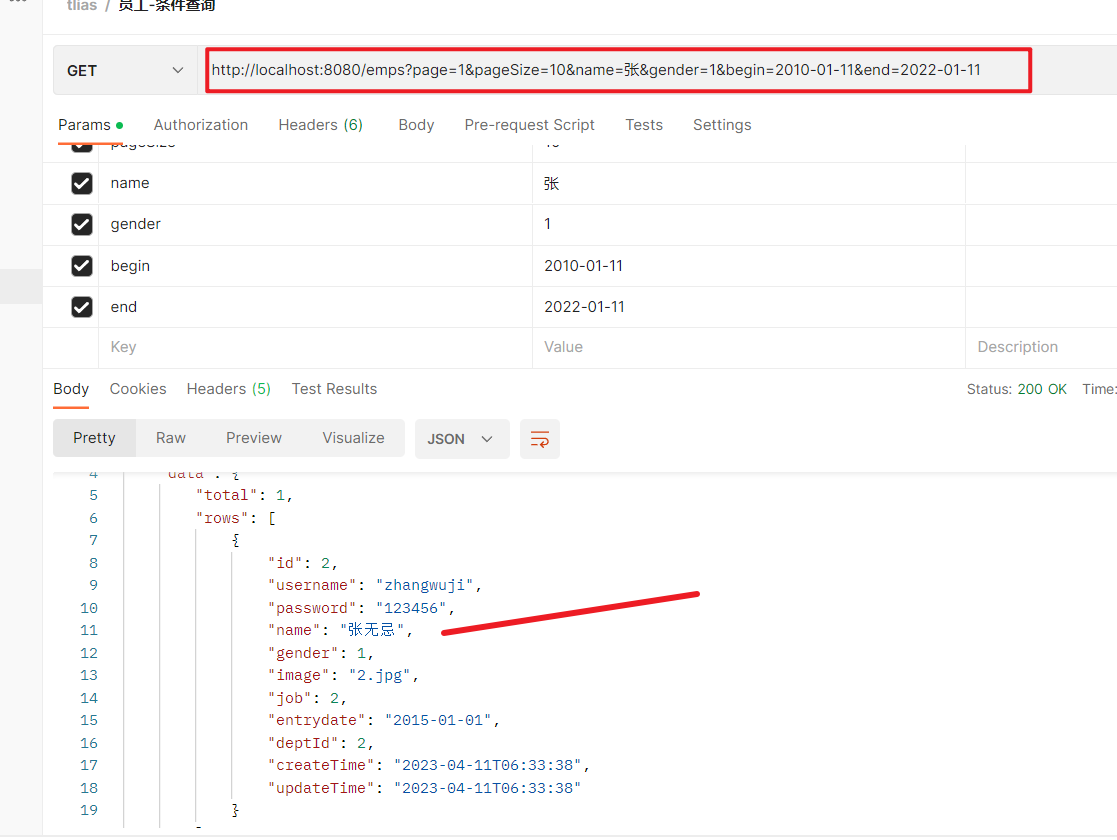 tlias / 员工-条件查询
GET http://localhost:8080/emps?page=1&pageSize=10&name=张&gender=1&begin=2010-01-11&end=2022-01-11
Params Authorization Headers (6) Body Pre-request Script Tests Settings
pageSize 10
name 张
gender 1
begin 2010-01-11
end 2022-01-11
Key Value Description
Body Cookies Headers (5) Test Results Status: 200 OK Time:
Pretty Raw Preview Visualize JSON
4 "data": {
5 "total": 1,
6 "rows": [
7 {
8 "id": 2,
9 "username": "zhangwuji",
10 "password": "123456",
11 "name": "张无忌",
12 "gender": 1,
13 "image": "2.jpg",
14 "job": 2,
15 "entrydate": "2015-01-01",
16 "deptId": 2,
17 "createTime": "2023-04-11T06:33:38",
18 "updateTime": "2023-04-11T06:33:38"
19 }